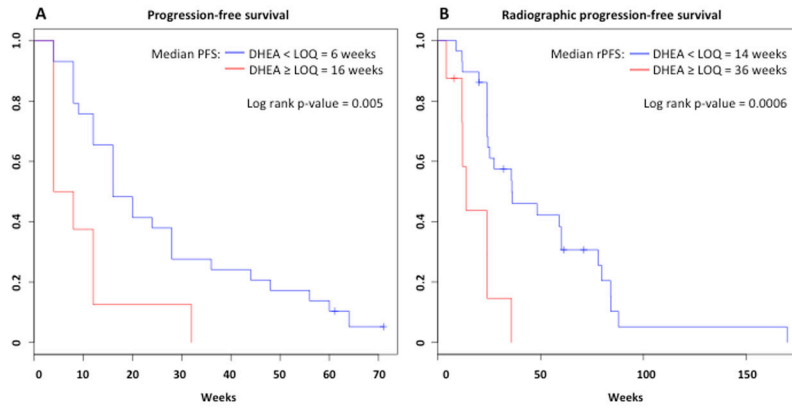 A
Progression-free survival
Median PFS:
DHEA < LOQ = 6 weeks
DHEA ≥ LOQ = 16 weeks
Log rank p-value = 0.005
1.0
0.8
0.6
0.4
0.2
0
0 10 20 30 40 50 60 70
Weeks
B
Radiographic progression-free survival
Median rPFS:
DHEA < LOQ = 14 weeks
DHEA ≥ LOQ = 36 weeks
Log rank p-value = 0.0006
1.0
0.8
0.6
0.4
0.2
0
0 50 100 150
Weeks